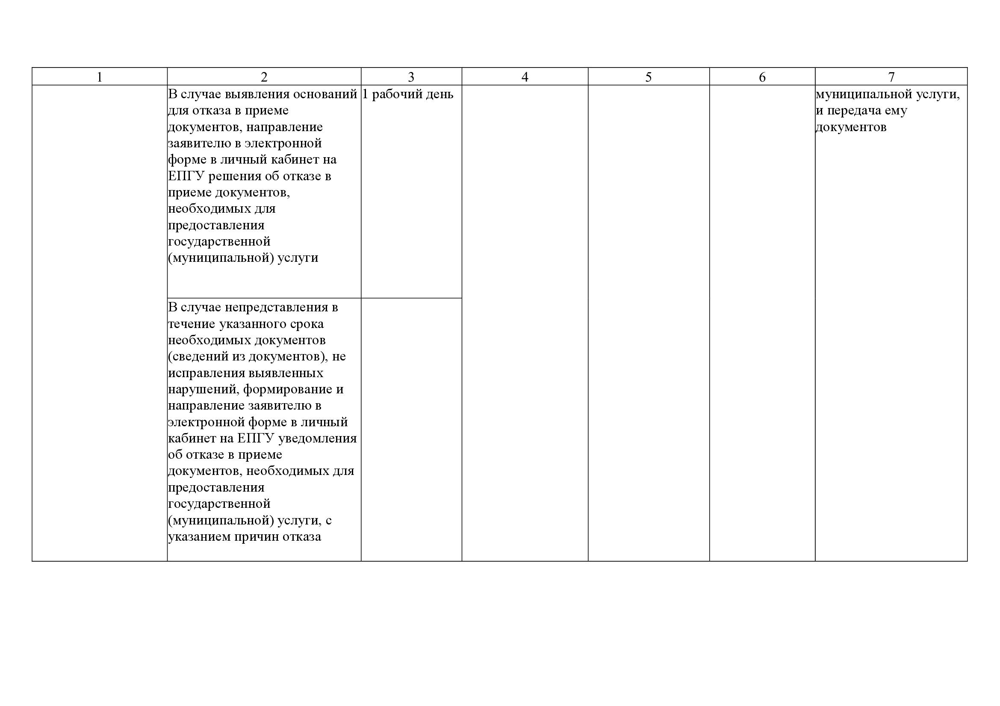 1 2 3 4 5 6 7
В случае выявления оснований
для отказа в приеме
документов, направление
заявителю в электронной
форме в личный кабинет на
ЕПГУ решения об отказе в
приеме документов,
необходимых для
предоставления
государственной
(муниципальной) услуги
1 рабочий день
муниципальной услуги,
и передача ему
документов
В случае непредставления в
течение указанного срока
необходимых документов
(сведений из документов), не
исправления выявленных
нарушений, формирование и
направление заявителю в
электронной форме в личный
кабинет на ЕПГУ уведомления
об отказе в приеме
документов, необходимых для
предоставления
государственной
(муниципальной) услуги, с
указанием причин отказа